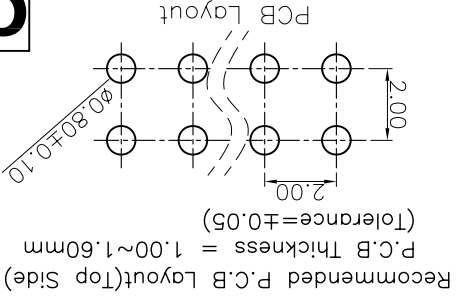 Recommended P.C.B Layout(Top Side)
P.C.B Thickness = 1.00~1.60mm
(Tolerance=±0.05)
2.00
2.00
Ø0.80±0.10
PCB Layout